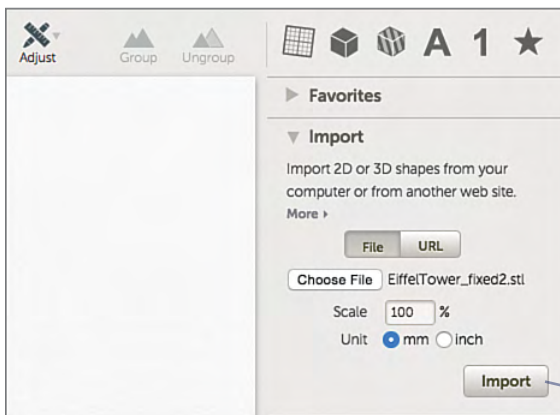 Adjust
Group
Ungroup
A 1
Favorites
Import
Import 2D or 3D shapes from your
computer or from another web site.
More
File
URL
Choose File EiffelTower_fixed2.stl
Scale 100 %
Unit mm inch
Import